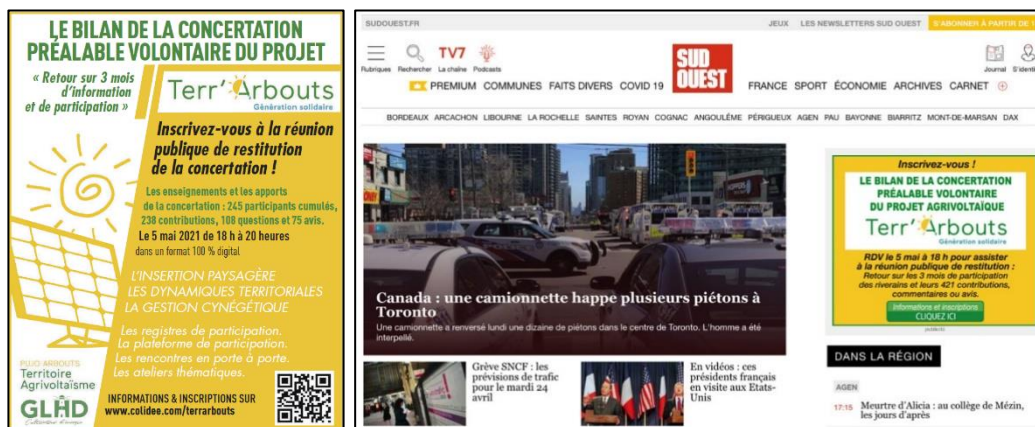 LE BILAN DE LA CONCERTATION
PRÉALABLE VOLONTAIRE DU PROJET
« Retour sur 3 mois
d'information
et de participation »
Terr'Arbouts
Génération solidaire
Inscrivez-vous à la réunion
publique de restitution
de la concertation !
Les enseignements et les apports
de la concertation : 245 participants cumulés,
238 contributions, 108 questions et 75 avis.
Le 5 mai 2021 de 18 h à 20 heures
dans un format 100 % digital
L'INSERTION PAYSAGÈRE
LES DYNAMIQUES TERRITORIALES
LA GESTION CYNÉGÉTIQUE
Les registres de participation.
La plateforme de participation.
Les rencontres en porte à porte.
Les ateliers thématiques.
PUJO ARBOUTS
Territoire
Agrivoltaïsme
GLHD
Cultivateur d'énergie
INFORMATIONS & INSCRIPTIONS SUR
www.colidee.com/terrarbouts
SUDOUEST.FR
JEUX LES NEWSLETTERS SUD OUEST S'ABONNER À PARTIR DE 1
Rubriques Rechercher La chaîne Podcasts
TV7
SUD
OUEST
Journal S'identi
PREMIUM COMMUNES FAITS DIVERS COVID 19
FRANCE SPORT ÉCONOMIE ARCHIVES CARNET
BORDEAUX ARCACHON LIBOURNE LA ROCHELLE SAINTES ROYAN COGNAC ANGOULÊME PÉRIGUEUX AGEN PAU BAYONNE BIARRITZ MONT-DE-MARSAN DAX
Canada : une camionnette happe plusieurs piétons à
Toronto
Une camionnette a renversé lundi une dizaine de piétons dans le centre de Toronto. L'homme a été
interpellé.
Grève SNCF : les
prévisions de trafic
pour le mardi 24
avril
En vidéos : ces
présidents français
en visite aux Etats-
Unis
Inscrivez-vous !
LE BILAN DE LA CONCERTATION
PRÉALABLE VOLONTAIRE
DU PROJET AGRIVOLTAÏQUE
Terr'Arbouts
Génération solidaire
RDV le 5 mai à 18 h pour assister
à la réunion publique de restitution :
Retour sur les 3 mois de participation
des riverains et leurs 421 contributions,
commentaires ou avis.
Informations et inscriptions
CLIQUEZ ICI
publicité
DANS LA RÉGION
AGEN
17:15 Meurtre d'Alicia : au collège de Mézin,
les jours d'après